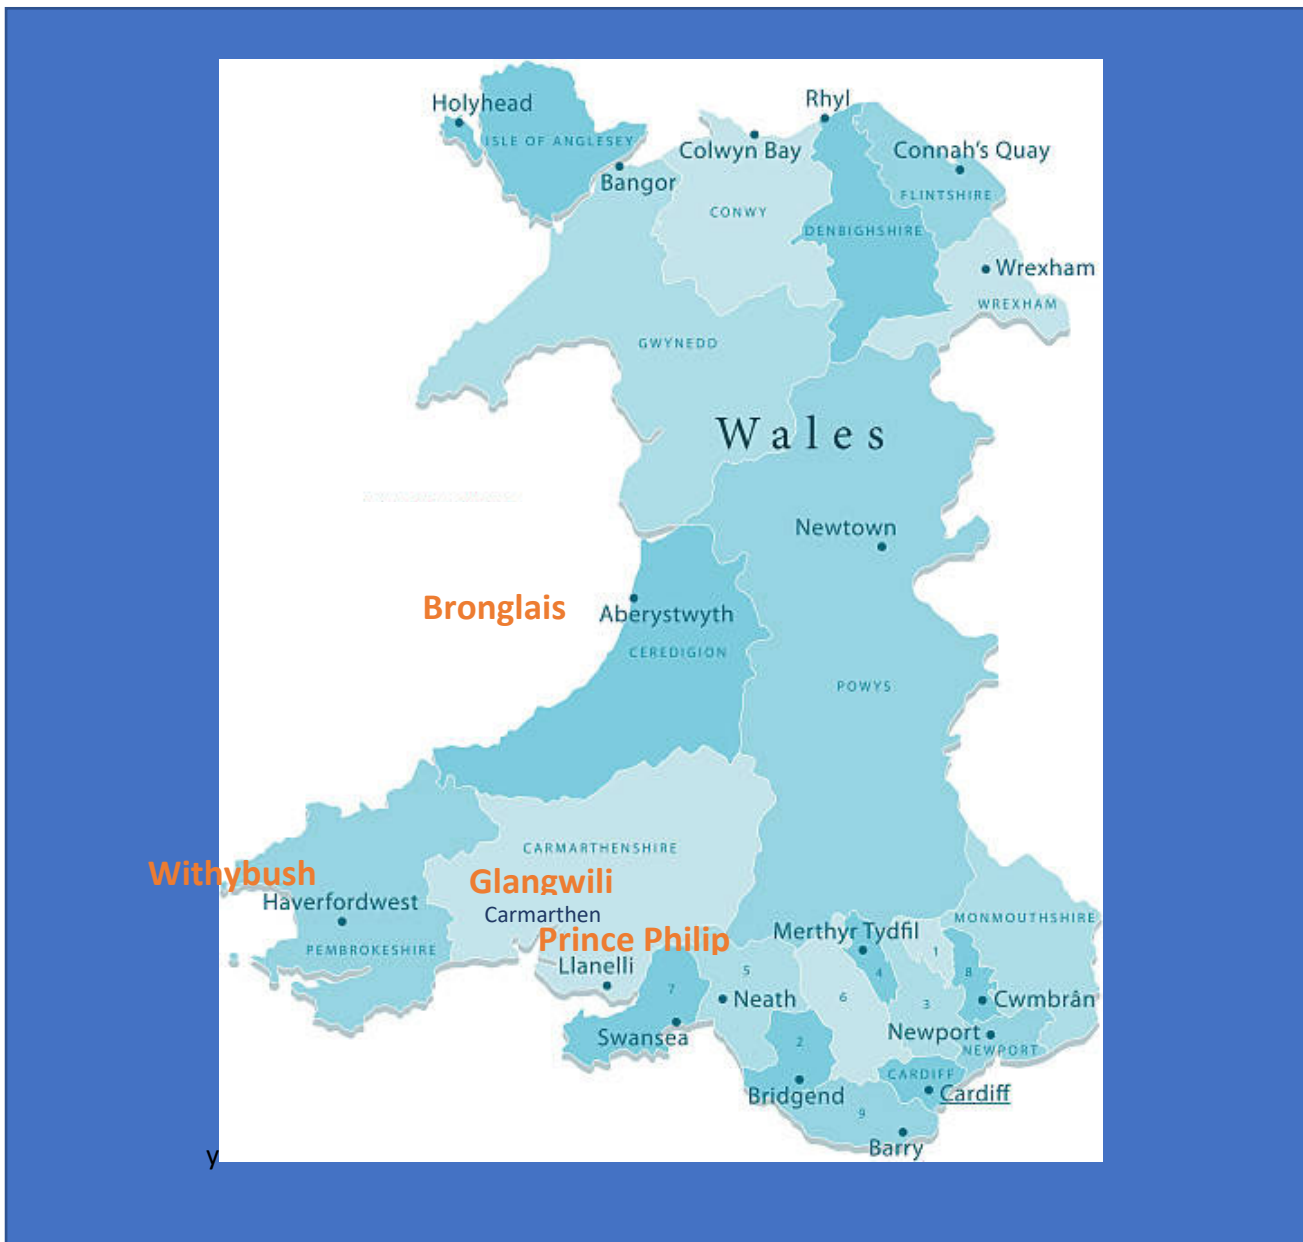 Holyhead
Rhyl
ISLE OF ANGLESEY
Colwyn Bay
Connah's Quay
Bangor
FLINTSHIRE
CONWY
DENBIGHSHIRE
Wrexham
WREXHAM
GWYNEDD
Wales
Newtown
Bronglais
Aberystwyth
CEREDIGION
POWYS
CARMARTHENSHIRE
Withybush
Glangwili
Haverfordwest
Carmarthen
MONMOUTHSHIRE
Merthyr Tydfil
Prince Philip
PEMBROKESHIRE
1
Llanelli
5
4
8
7
Neath
6
3
Cwmbrân
Newport
Swansea
2
NEWPORT
CARDIFF
Bridgend
Cardiff
9
Barry
y